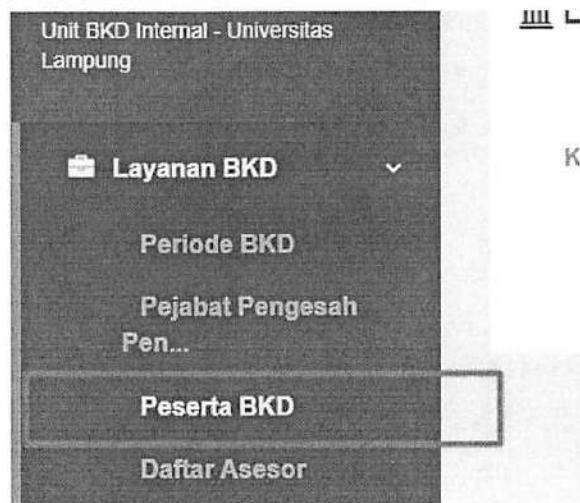 Unit BKD Internal - Universitas
Lampung
Layanan BKD
Periode BKD
Pejabat Pengesah
Pen...
Peserta BKD
Daftar Asesor
K